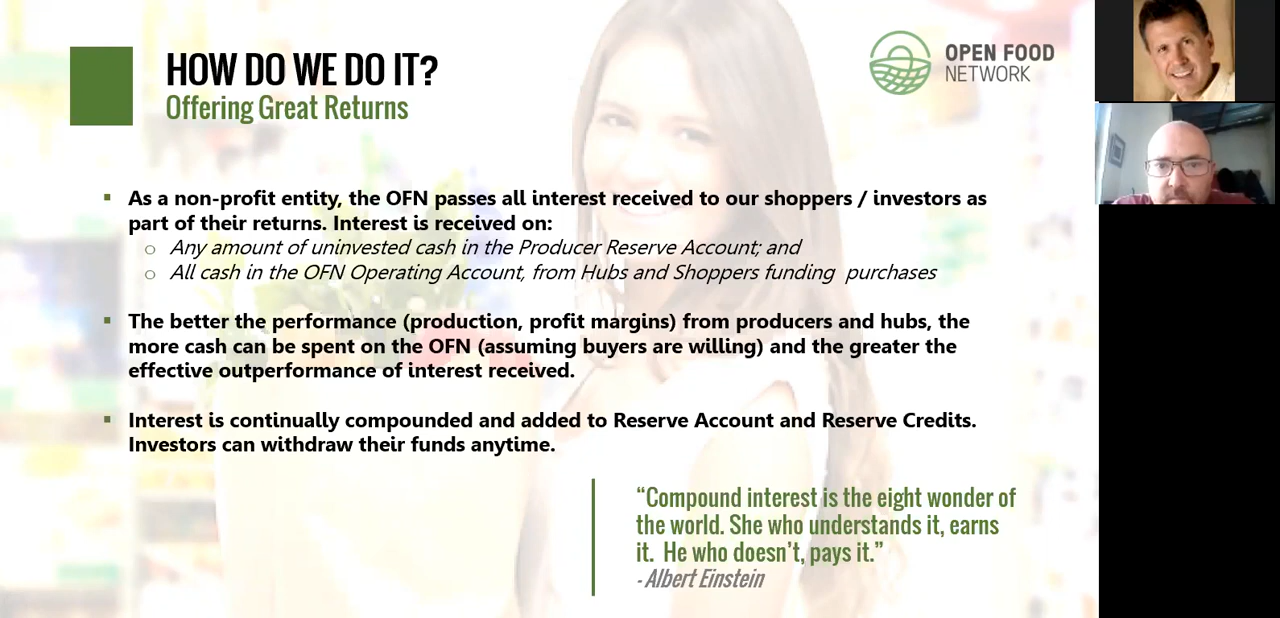 HOW DO WE DO IT?
Offering Great Returns
OPEN FOOD
NETWORK
▪ As a non-profit entity, the OFN passes all interest received to our shoppers / investors as
part of their returns. Interest is received on:
o Any amount of uninvested cash in the Producer Reserve Account; and
o All cash in the OFN Operating Account, from Hubs and Shoppers funding purchases
▪ The better the performance (production, profit margins) from producers and hubs, the
more cash can be spent on the OFN (assuming buyers are willing) and the greater the
effective outperformance of interest received.
▪ Interest is continually compounded and added to Reserve Account and Reserve Credits.
Investors can withdraw their funds anytime.
“Compound interest is the eight wonder of
the world. She who understands it, earns
it. He who doesn’t, pays it.”
- Albert Einstein